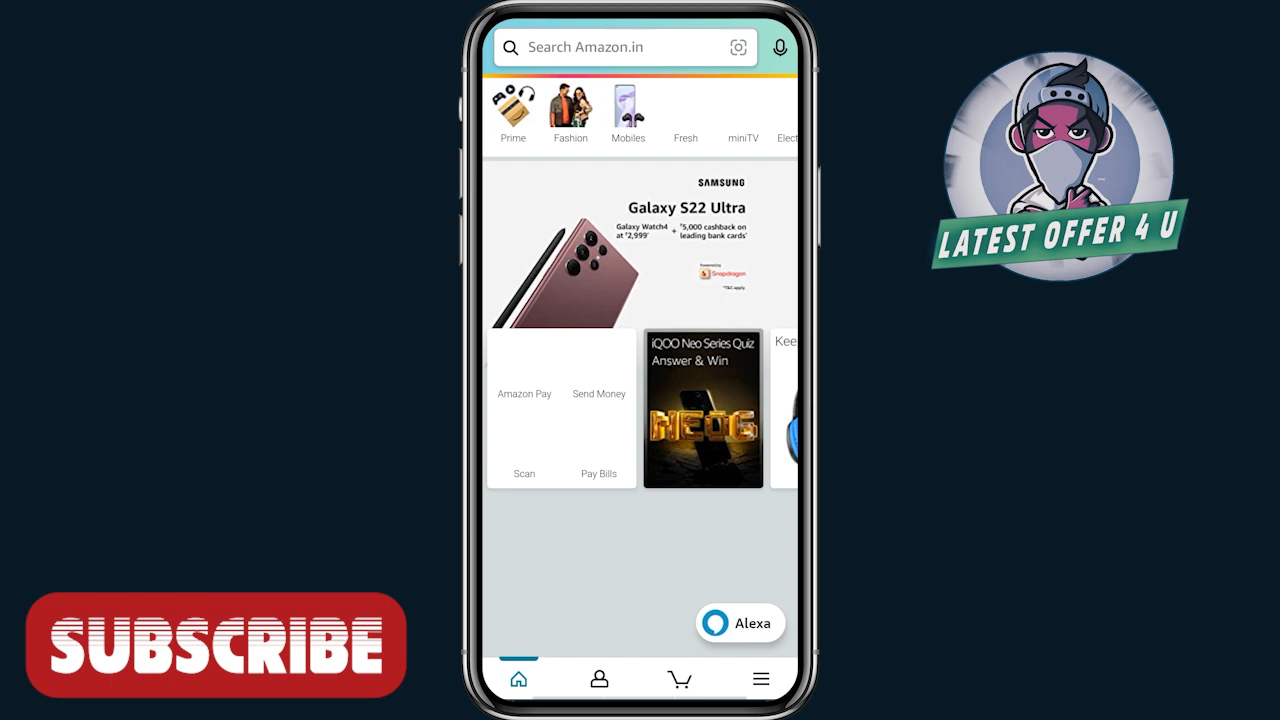 Search Amazon.in
Prime
Fashion
Mobiles
Fresh
miniTV
Elect
SAMSUNG
Galaxy S22 Ultra
Galaxy Watch4
at ₹2,999*
+
₹5,000 cashback on
leading bank cards*
Powered by
Snapdragon
*T&C apply.
Amazon Pay
Send Money
Scan
Pay Bills
iQOO Neo Series Quiz
Answer & Win
NEO6
Kee
Alexa
LATEST OFFER 4 U
SUBSCRIBE